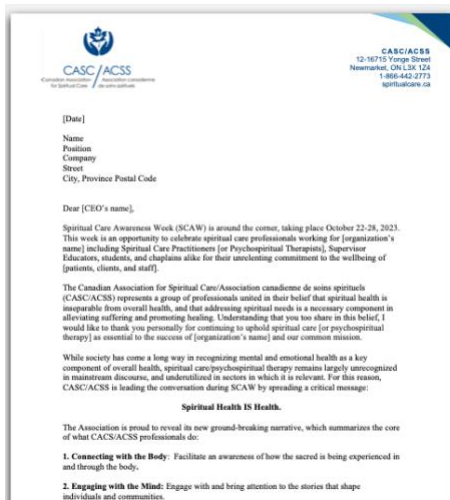 CASC/ACSS
Canadian Association Association canadienne
for Spiritual Care de soins spirituels
CASC/ACSS
12-16715 Yonge Street
Newmarket, ON L3X 1Z4
1-866-442-2773
spiritualcare.ca
[Date]
Name
Position
Company
Street
City, Province Postal Code
Dear [CEO's name],
Spiritual Care Awareness Week (SCAW) is around the corner, taking place October 22-28, 2023.
This week is an opportunity to celebrate spiritual care professionals working for [organization's
name] including Spiritual Care Practitioners [or Psychospiritual Therapists], Supervisor
Educators, students, and chaplains alike for their unrelenting commitment to the wellbeing of
[patients, clients, and staff].
The Canadian Association for Spiritual Care/Association canadienne de soins spirituels
(CASC/ACSS) represents a group of professionals united in their belief that spiritual health is
inseparable from overall health, and that addressing spiritual needs is a necessary component in
alleviating suffering and promoting healing. Understanding that you too share in this belief, I
would like to thank you personally for continuing to uphold spiritual care [or psychospiritual
therapy] as essential to the success of [organization's name] and our common mission.
While society has come a long way in recognizing mental and emotional health as a key
component of overall health, spiritual care/psychospiritual therapy remains largely unrecognized
in mainstream discourse, and underutilized in sectors in which it is relevant. For this reason,
CASC/ACSS is leading the conversation during SCAW by spreading a critical message:
Spiritual Health IS Health.
The Association is proud to reveal its new ground-breaking narrative, which summarizes the core
of what CACS/ACSS professionals do:
1. Connecting with the Body: Facilitate an awareness of how the sacred is being experienced in
and through the body.
2. Engaging with the Mind: Engage with and bring attention to the stories that shape
individuals and communities.